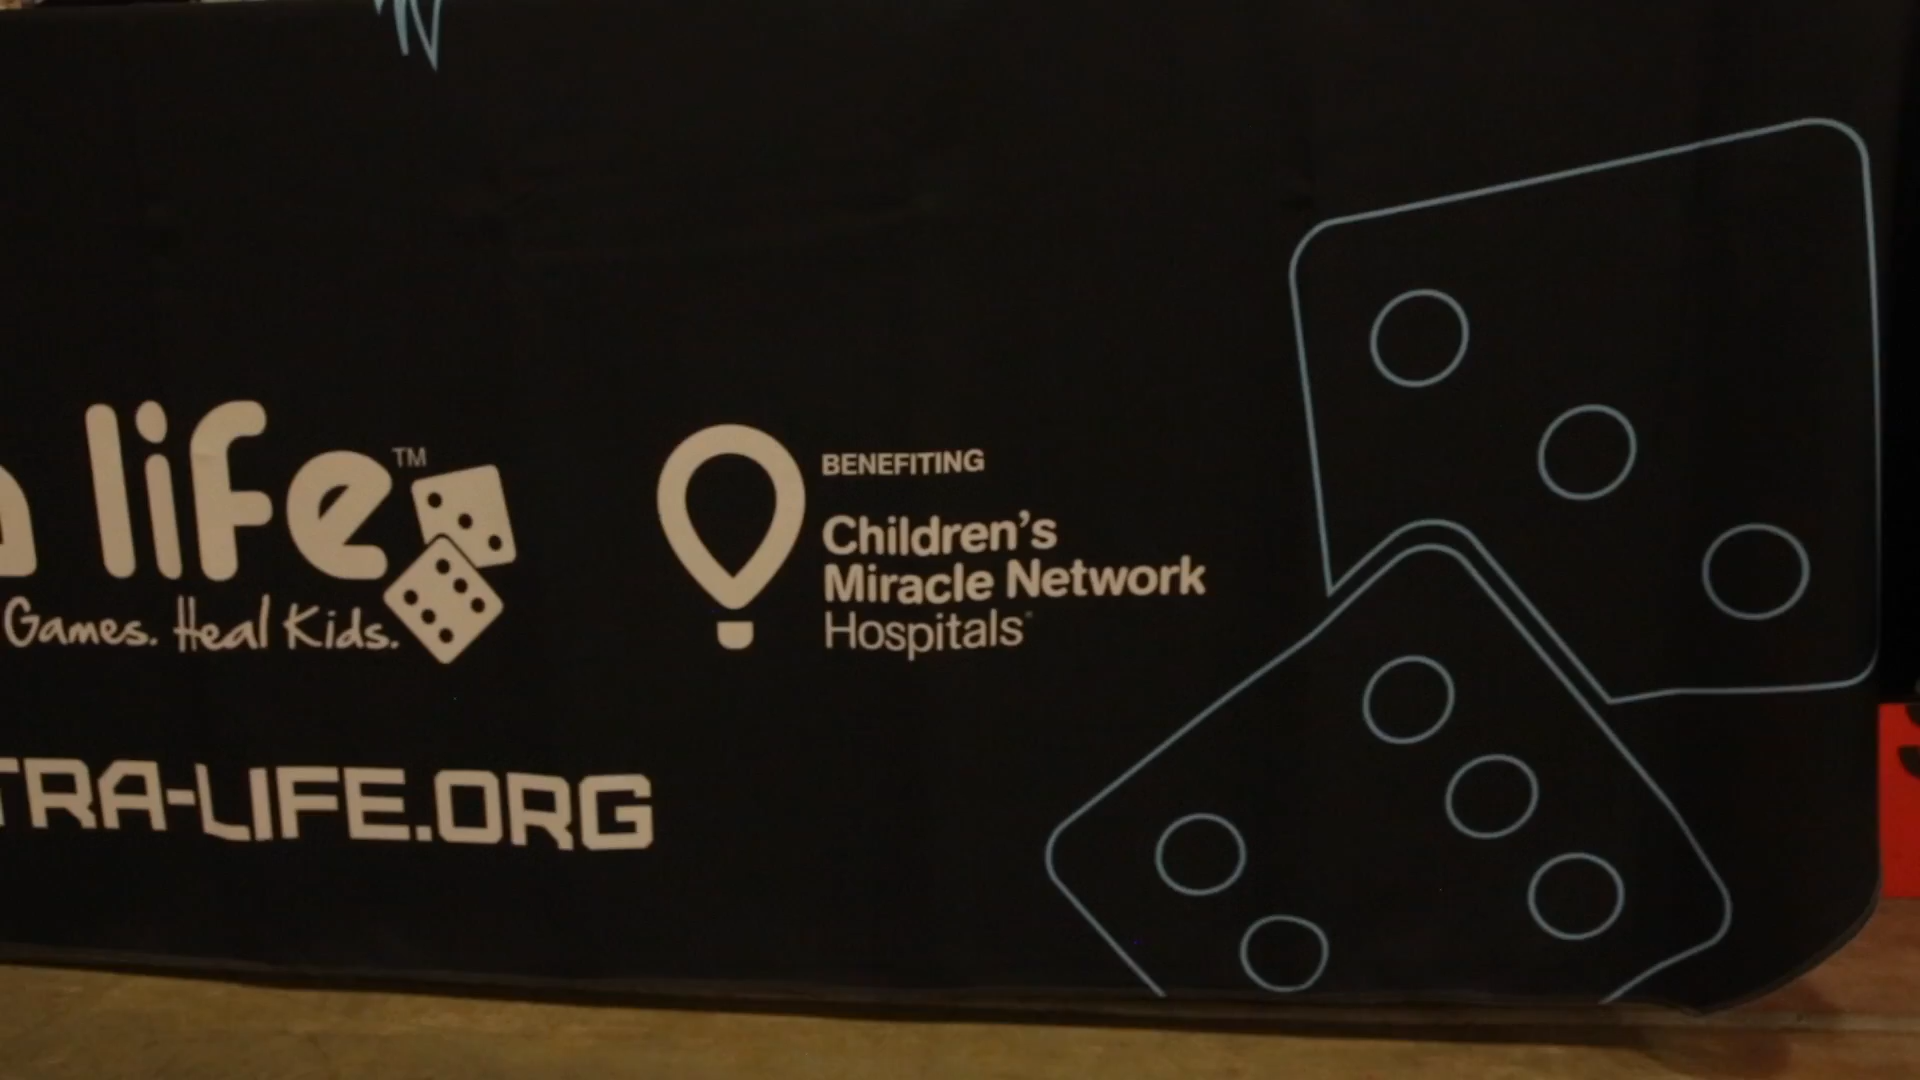 life™
Games. Heal Kids.
TRA-LIFE.ORG
BENEFITING
Children's
Miracle Network
Hospitals